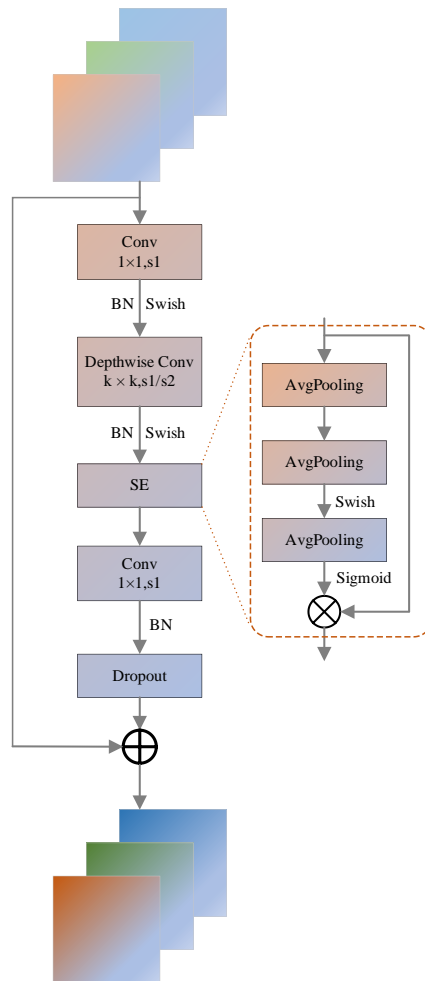 Conv
1×1,s1
BN Swish
Depthwise Conv
k × k,s1/s2
BN Swish
SE
Conv
1×1,s1
BN
Dropout
AvgPooling
AvgPooling
Swish
AvgPooling
Sigmoid